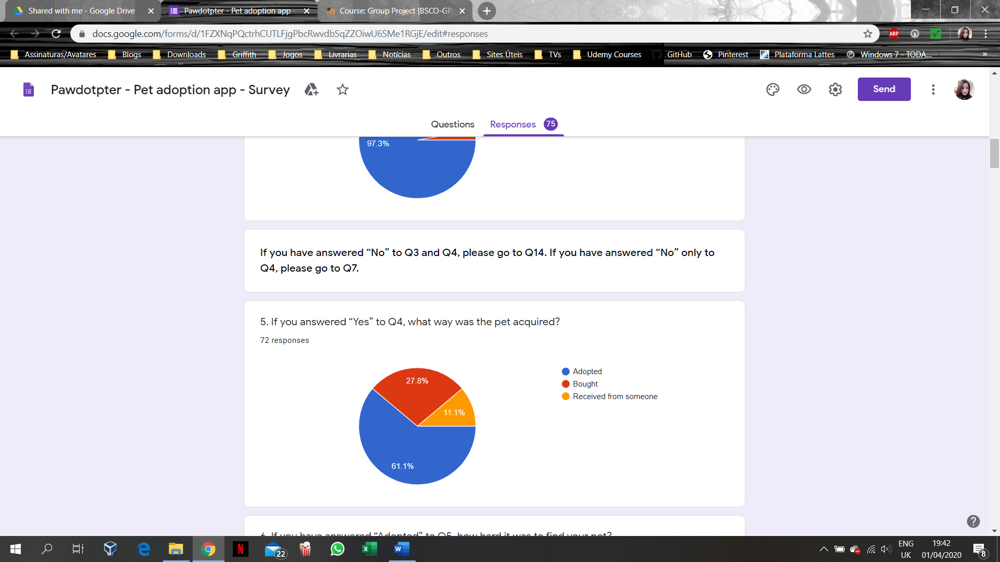 Shared with me - Google Drive
Pawdotpter - Pet adoption app -
Course: Group Project [BSCO-GP
docs.google.com/forms/d/1FZXNqPQctrhCUTLFjgPbcRwvdbSqZZOiwU6SMe1RGjE/edit#responses
ABP
Assinaturas/Avatares Blogs Downloads Griffith Jogos Livrarias Notícias Outros Sites Úteis TVs Udemy Courses GitHub Pinterest Plataforma Lattes Windows 7 - TODA... »
Pawdotpter - Pet adoption app - Survey
Send
Questions Responses 75
97.3%
If you have answered “No” to Q3 and Q4, please go to Q14. If you have answered “No” only to
Q4, please go to Q7.
5. If you answered “Yes” to Q4, what way was the pet acquired?
72 responses
27.8%
11.1%
61.1%
Adopted
Bought
Received from someone
6. If you have answered “Adopted” to Q5, how hard it was to find your pet?
N
22
ENG
UK
19:42
01/04/2020
8